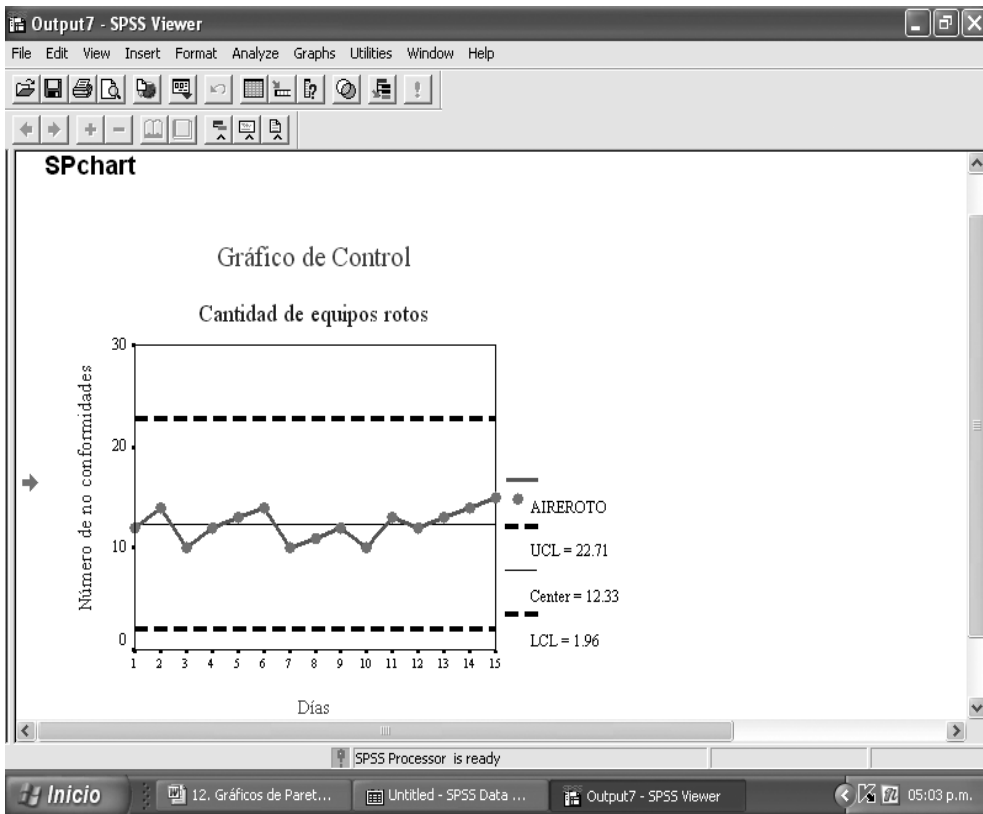 Output7 - SPSS Viewer
File Edit View Insert Format Analyze Graphs Utilities Window Help
SPchart
Gráfico de Control
Cantidad de equipos rotos
Número de no conformidades
30
20
10
0
1 2 3 4 5 6 7 8 9 10 11 12 13 14 15
Días
AIREROTO
UCL = 22.71
Center = 12.33
LCL = 1.96
SPSS Processor is ready
Inicio
12. Gráficos de Paret...
Untitled - SPSS Data ...
Output7 - SPSS Viewer
05:03 p.m.